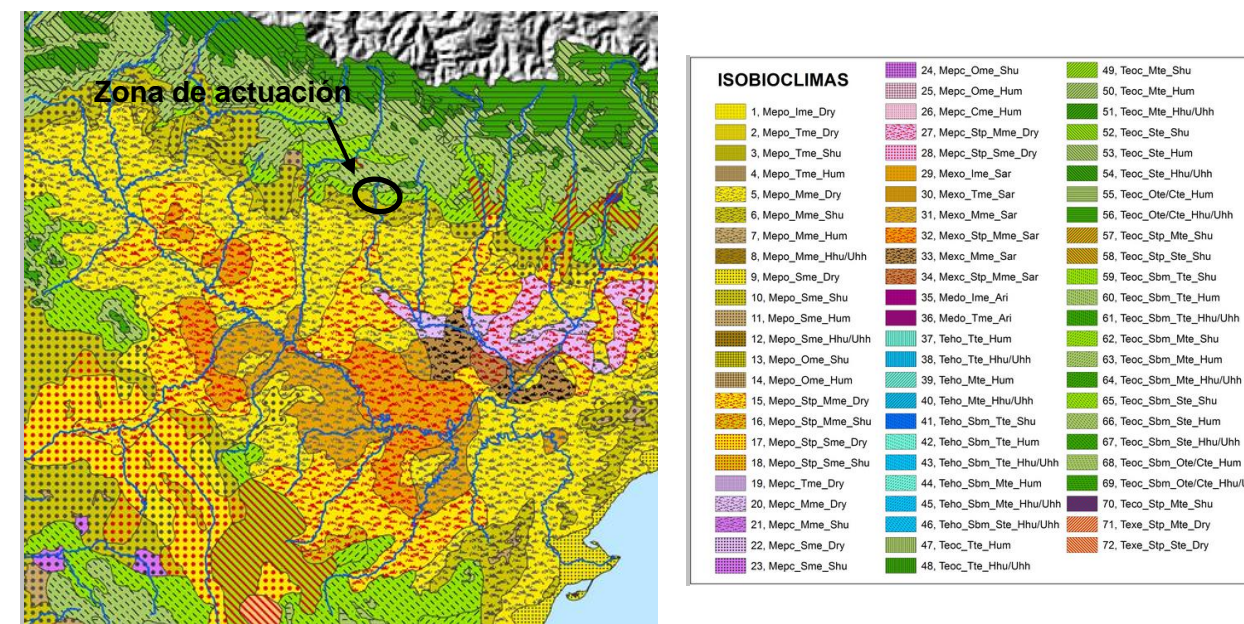 Zona de actuación
ISOBIOCLIMAS
1, Mepo_Ime_Dry
2, Mepo_Tme_Dry
3, Mepo_Tme_Shu
4, Mepo_Tme_Hum
5, Mepo_Mme_Dry
6, Mepo_Mme_Shu
7, Mepo_Mme_Hum
8, Mepo_Mme_Hhu/Uhh
9, Mepo_Sme_Dry
10, Mepo_Sme_Shu
11, Mepo_Sme_Hum
12, Mepo_Sme_Hhu/Uhh
13, Mepo_Ome_Shu
14, Mepo_Ome_Hum
15, Mepo_Stp_Mme_Dry
16, Mepo_Stp_Mme_Shu
17, Mepo_Stp_Sme_Dry
18, Mepo_Stp_Sme_Shu
19, Mepc_Tme_Dry
20, Mepc_Mme_Dry
21, Mepc_Mme_Shu
22, Mepc_Sme_Dry
23, Mepc_Sme_Shu
24, Mepc_Ome_Shu
25, Mepc_Ome_Hum
26, Mepc_Cme_Hum
27, Mepc_Stp_Mme_Dry
28, Mepc_Stp_Sme_Dry
29, Mexo_Ime_Sar
30, Mexo_Tme_Sar
31, Mexo_Mme_Sar
32, Mexo_Stp_Mme_Sar
33, Mexc_Mme_Sar
34, Mexc_Stp_Mme_Sar
35, Medo_Ime_Ari
36, Medo_Tme_Ari
37, Teho_Tte_Hum
38, Teho_Tte_Hhu/Uhh
39, Teho_Mte_Hum
40, Teho_Mte_Hhu/Uhh
41, Teho_Sbm_Tte_Shu
42, Teho_Sbm_Tte_Hum
43, Teho_Sbm_Tte_Hhu/Uhh
44, Teho_Sbm_Mte_Hum
45, Teho_Sbm_Mte_Hhu/Uhh
46, Teho_Sbm_Ste_Hhu/Uhh
47, Teoc_Tte_Hum
48, Teoc_Tte_Hhu/Uhh
49, Teoc_Mte_Shu
50, Teoc_Mte_Hum
51, Teoc_Mte_Hhu/Uhh
52, Teoc_Ste_Shu
53, Teoc_Ste_Hum
54, Teoc_Ste_Hhu/Uhh
55, Teoc_Ote/Cte_Hum
56, Teoc_Ote/Cte_Hhu/Uhh
57, Teoc_Stp_Mte_Shu
58, Teoc_Stp_Ste_Shu
59, Teoc_Sbm_Tte_Shu
60, Teoc_Sbm_Tte_Hum
61, Teoc_Sbm_Tte_Hhu/Uhh
62, Teoc_Sbm_Mte_Shu
63, Teoc_Sbm_Mte_Hum
64, Teoc_Sbm_Mte_Hhu/Uhh
65, Teoc_Sbm_Ste_Shu
66, Teoc_Sbm_Ste_Hum
67, Teoc_Sbm_Ste_Hhu/Uhh
68, Teoc_Sbm_Ote/Cte_Hum
69, Teoc_Sbm_Ote/Cte_Hhu/
70, Teco_Stp_Mte_Shu
71, Texe_Stp_Mte_Dry
72, Texe_Stp_Ste_Dry